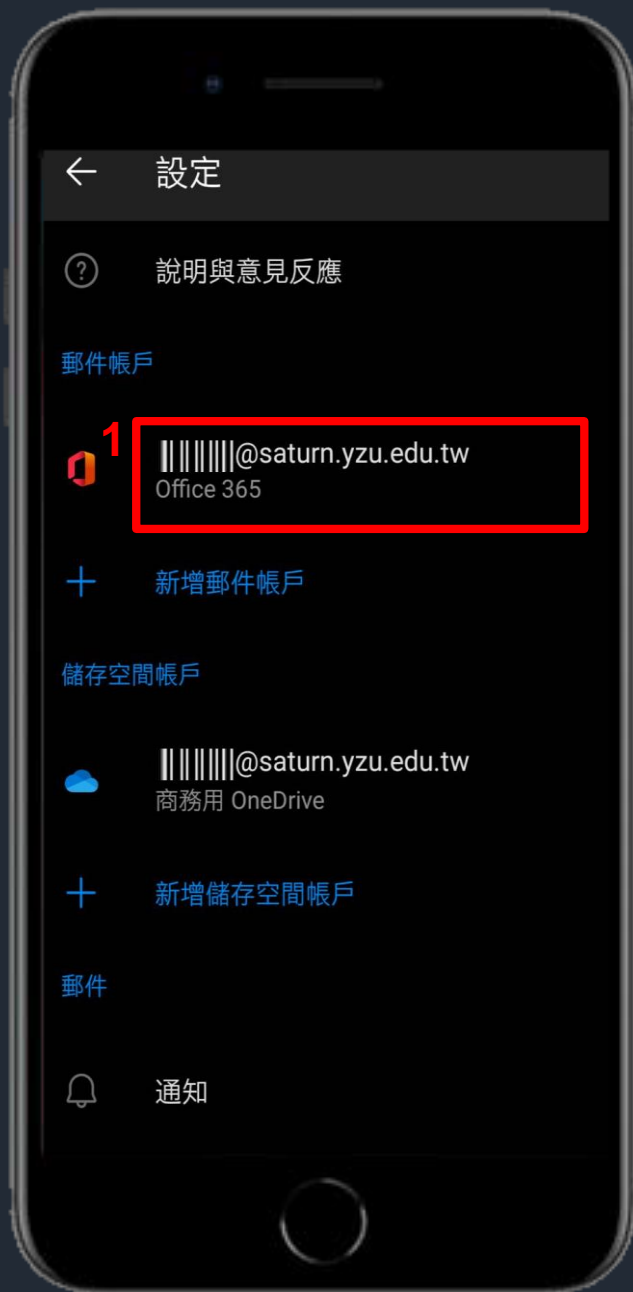 設定
說明與意見反應
郵件帳戶
1
@saturn.yzu.edu.tw
Office 365
新增郵件帳戶
儲存空間帳戶
@saturn.yzu.edu.tw
商務用 OneDrive
新增儲存空間帳戶
郵件
通知